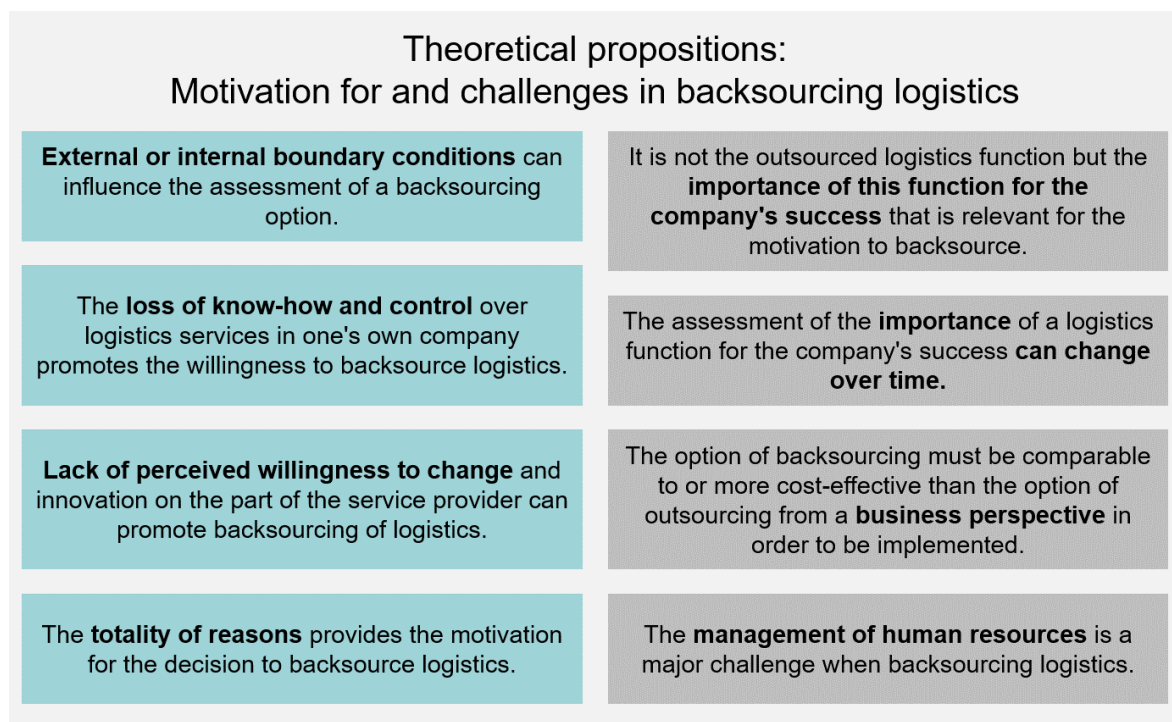 Theoretical propositions:
Motivation for and challenges in backsourcing logistics
External or internal boundary conditions can
influence the assessment of a backsourcing
option.
The loss of know-how and control over
logistics services in one's own company
promotes the willingness to backsource logistics.
Lack of perceived willingness to change and
innovation on the part of the service provider can
promote backsourcing of logistics.
The totality of reasons provides the motivation
for the decision to backsource logistics.
It is not the outsourced logistics function but the
importance of this function for the
company's success that is relevant for the
motivation to backsource.
The assessment of the importance of a logistics
function for the company's success can change
over time.
The option of backsourcing must be comparable
to or more cost-effective than the option of
outsourcing from a business perspective in
order to be implemented.
The management of human resources is a
major challenge when backsourcing logistics.